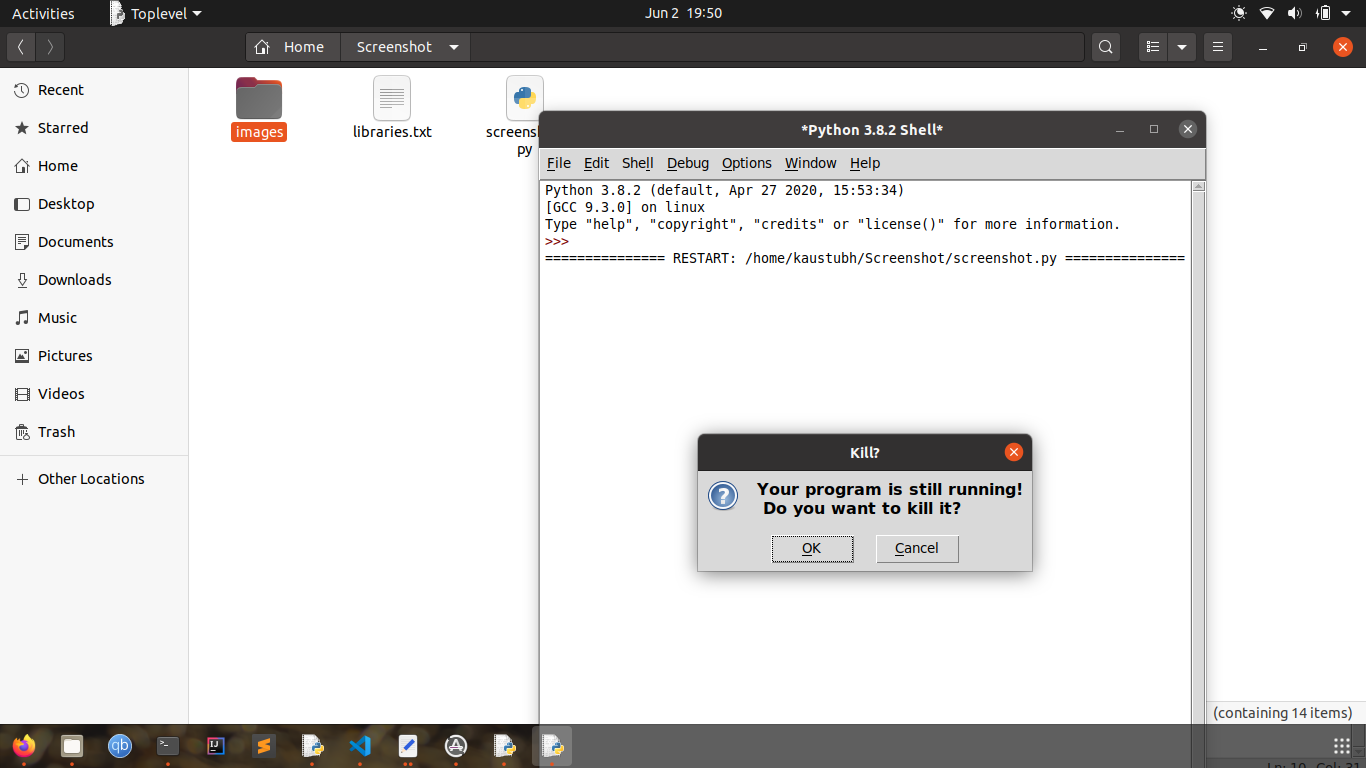 Activities
Toplevel
Jun 2 19:50
Home
Screenshot
Recent
Starred
Home
Desktop
Documents
Downloads
Music
Pictures
Videos
Trash
Other Locations
images
libraries.txt
screensh
py
*Python 3.8.2 Shell*
File Edit Shell Debug Options Window Help
Python 3.8.2 (default, Apr 27 2020, 15:53:34)
[GCC 9.3.0] on linux
Type "help", "copyright", "credits" or "license()" for more information.
>>>
=============== RESTART: /home/kaustubh/Screenshot/screenshot.py ===============
Kill?
Your program is still running!
Do you want to kill it?
OK
Cancel
(containing 14 items)
qb
>_
IJ
Ln: 10 Col: 31